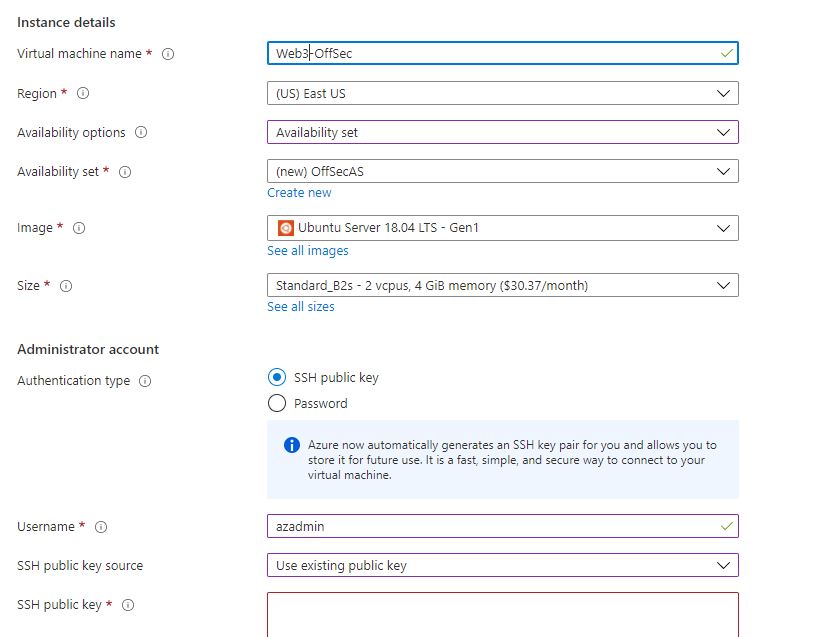 Instance details
Virtual machine name * Web3-OffSec
Region * (US) East US
Availability options Availability set
Availability set * (new) OffSecAS
Create new
Image * Ubuntu Server 18.04 LTS - Gen1
See all images
Size * Standard_B2s - 2 vcpus, 4 GiB memory ($30.37/month)
See all sizes
Administrator account
Authentication type SSH public key
Password
Azure now automatically generates an SSH key pair for you and allows you to
store it for future use. It is a fast, simple, and secure way to connect to your
virtual machine.
Username * azadmin
SSH public key source Use existing public key
SSH public key *